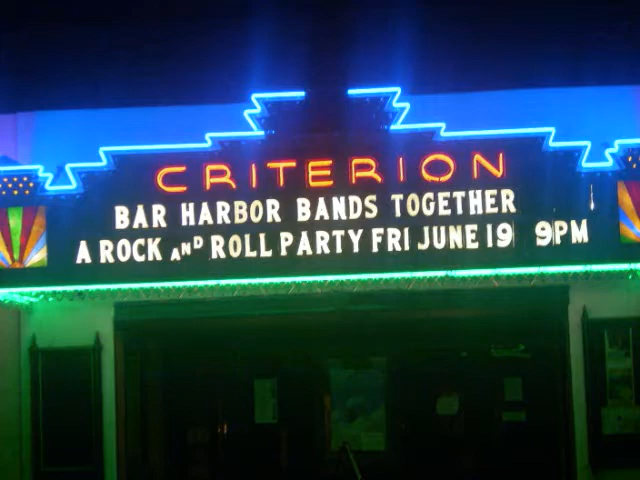 CRITERION
BAR HARBOR BANDS TOGETHER
A ROCK AND ROLL PARTY FRI JUNE 19 9PM